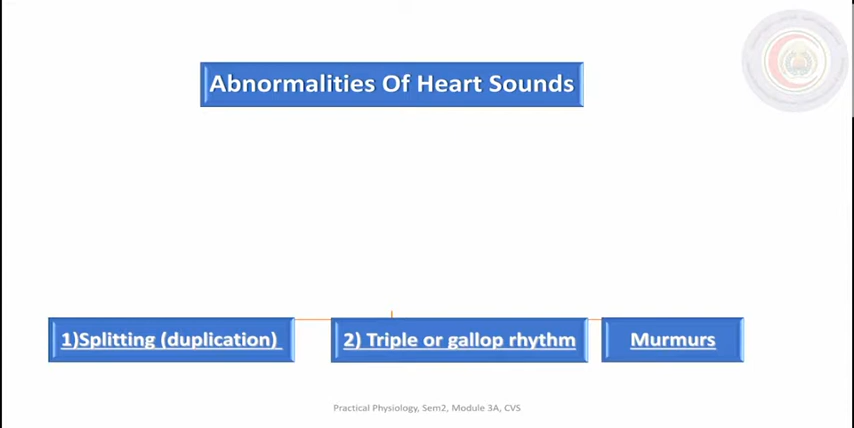 Abnormalities Of Heart Sounds
1)Splitting (duplication)
2) Triple or gallop rhythm
Murmurs
Practical Physiology, Sem2, Module 3A, CVS